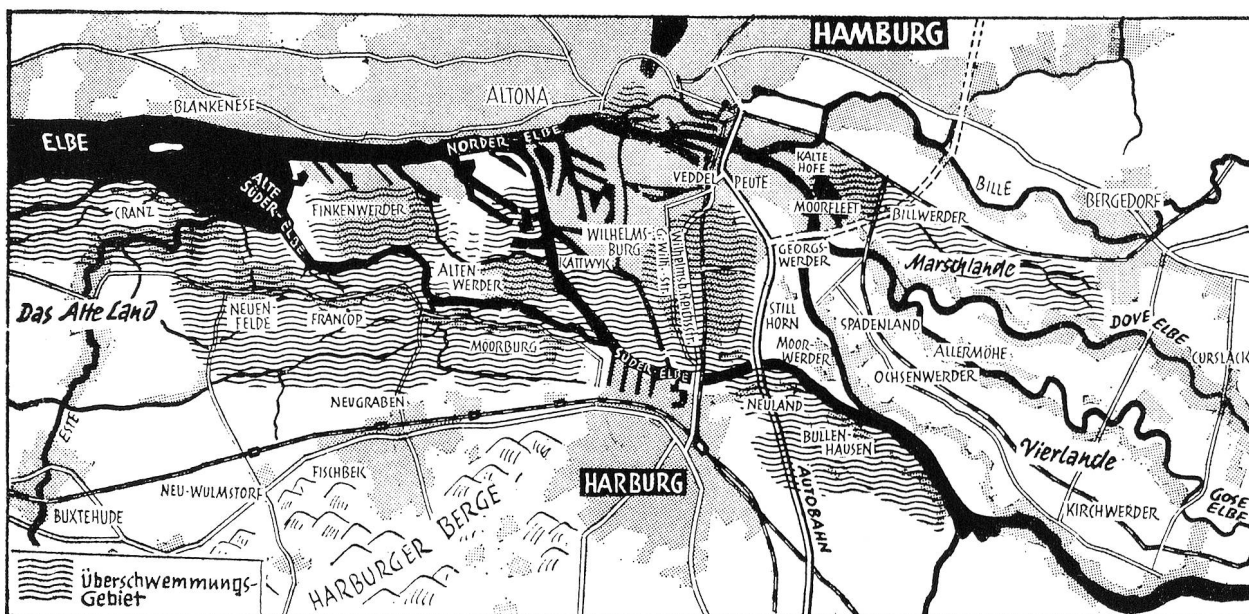 HAMBURG
BLANKENESE
ALTONA
ELBE
NORDER-ELBE
KALTE
HOFE
VEDDEL
PEUTE
BILLE
ALTE
SÜDER-
ELBE
CRANZ
FINKENWERDER
MOORFLEET
BILLWERDER
BERGEDORF
WILHELMS-
BURG
KATTWYK
GEORGS-
WERDER
ALTEN
WERDER
Marschlande
Das Alte Land
NEUEN-
FELDE
FRANCOP
STILL
HORN
SPADENLAND
DOVE ELBE
MOORBURG
MOOR-
WERDER
ALLERMÖHE
CURSLACK
SÜDER-ELBE
OCHSENWERDER
NEUGRABEN
NEULAND
ESTE
BULLEN-
HAUSEN
Vierlande
FISCHBEK
NEU-WULMSTORF
HARBURG
AUTOBAHN
GOSE
ELBE
BUXTEHUDE
KIRCHWERDER
HARBURGER BERGE
Überschwemmungs-
Gebiet